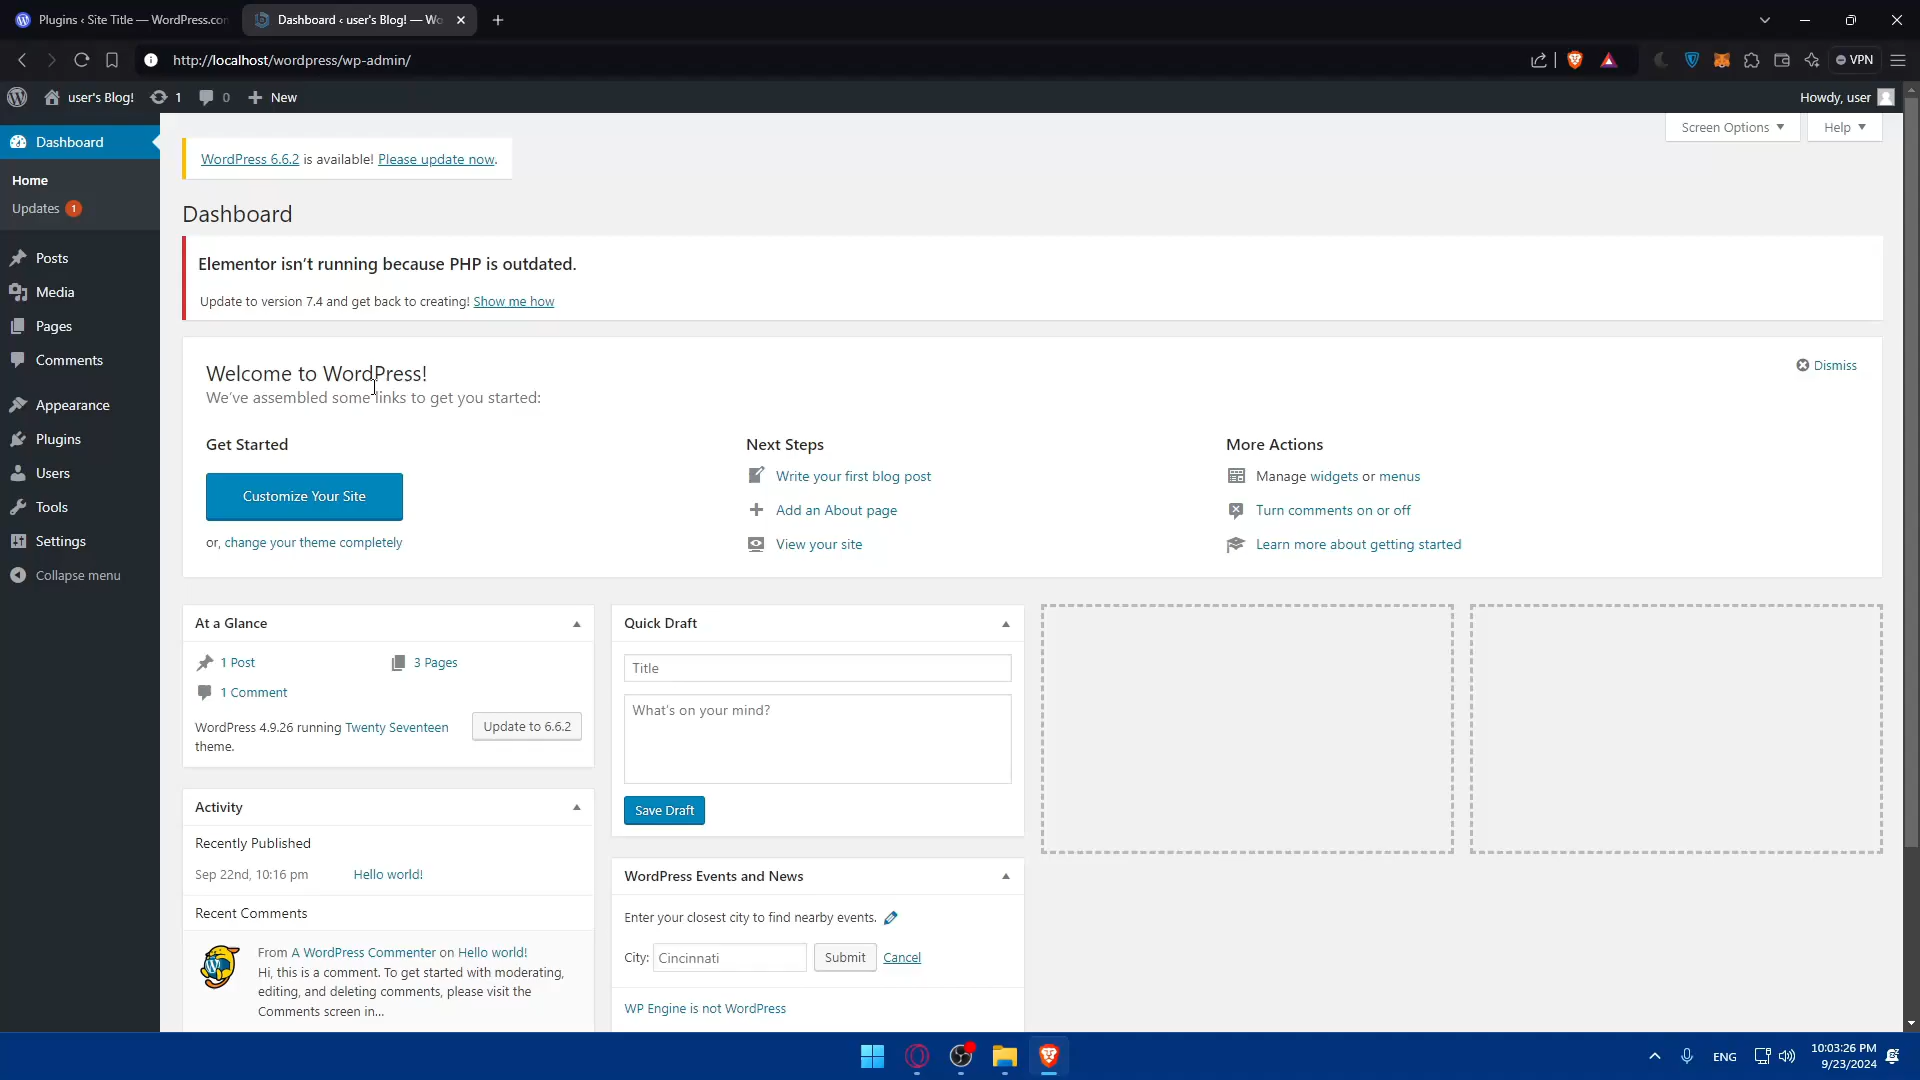 Plugins ‹ Site Title — WordPress.con
Dashboard ‹ user's Blog! — Wo
http://localhost/wordpress/wp-admin/
VPN
user's Blog!
1
0
New
Howdy, user
Screen Options
Help
Dashboard
Home
Updates 1
Posts
Media
Pages
Comments
Appearance
Plugins
Users
Tools
Settings
Collapse menu
WordPress 6.6.2 is available! Please update now.
Dashboard
Elementor isn't running because PHP is outdated.
Update to version 7.4 and get back to creating! Show me how
Welcome to WordPress!
We've assembled some links to get you started:
Dismiss
Get Started
Customize Your Site
or, change your theme completely
Next Steps
Write your first blog post
Add an About page
View your site
More Actions
Manage widgets or menus
Turn comments on or off
Learn more about getting started
At a Glance
1 Post
3 Pages
1 Comment
WordPress 4.9.26 running Twenty Seventeen
theme.
Update to 6.6.2
Activity
Recently Published
Sep 22nd, 10:16 pm
Hello world!
Recent Comments
From A WordPress Commenter on Hello world!
Hi, this is a comment. To get started with moderating,
editing, and deleting comments, please visit the
Comments screen in…
Quick Draft
Title
What's on your mind?
Save Draft
WordPress Events and News
Enter your closest city to find nearby events.
City: Cincinnati Submit Cancel
WP Engine is not WordPress
ENG
10:03:26 PM
9/23/2024